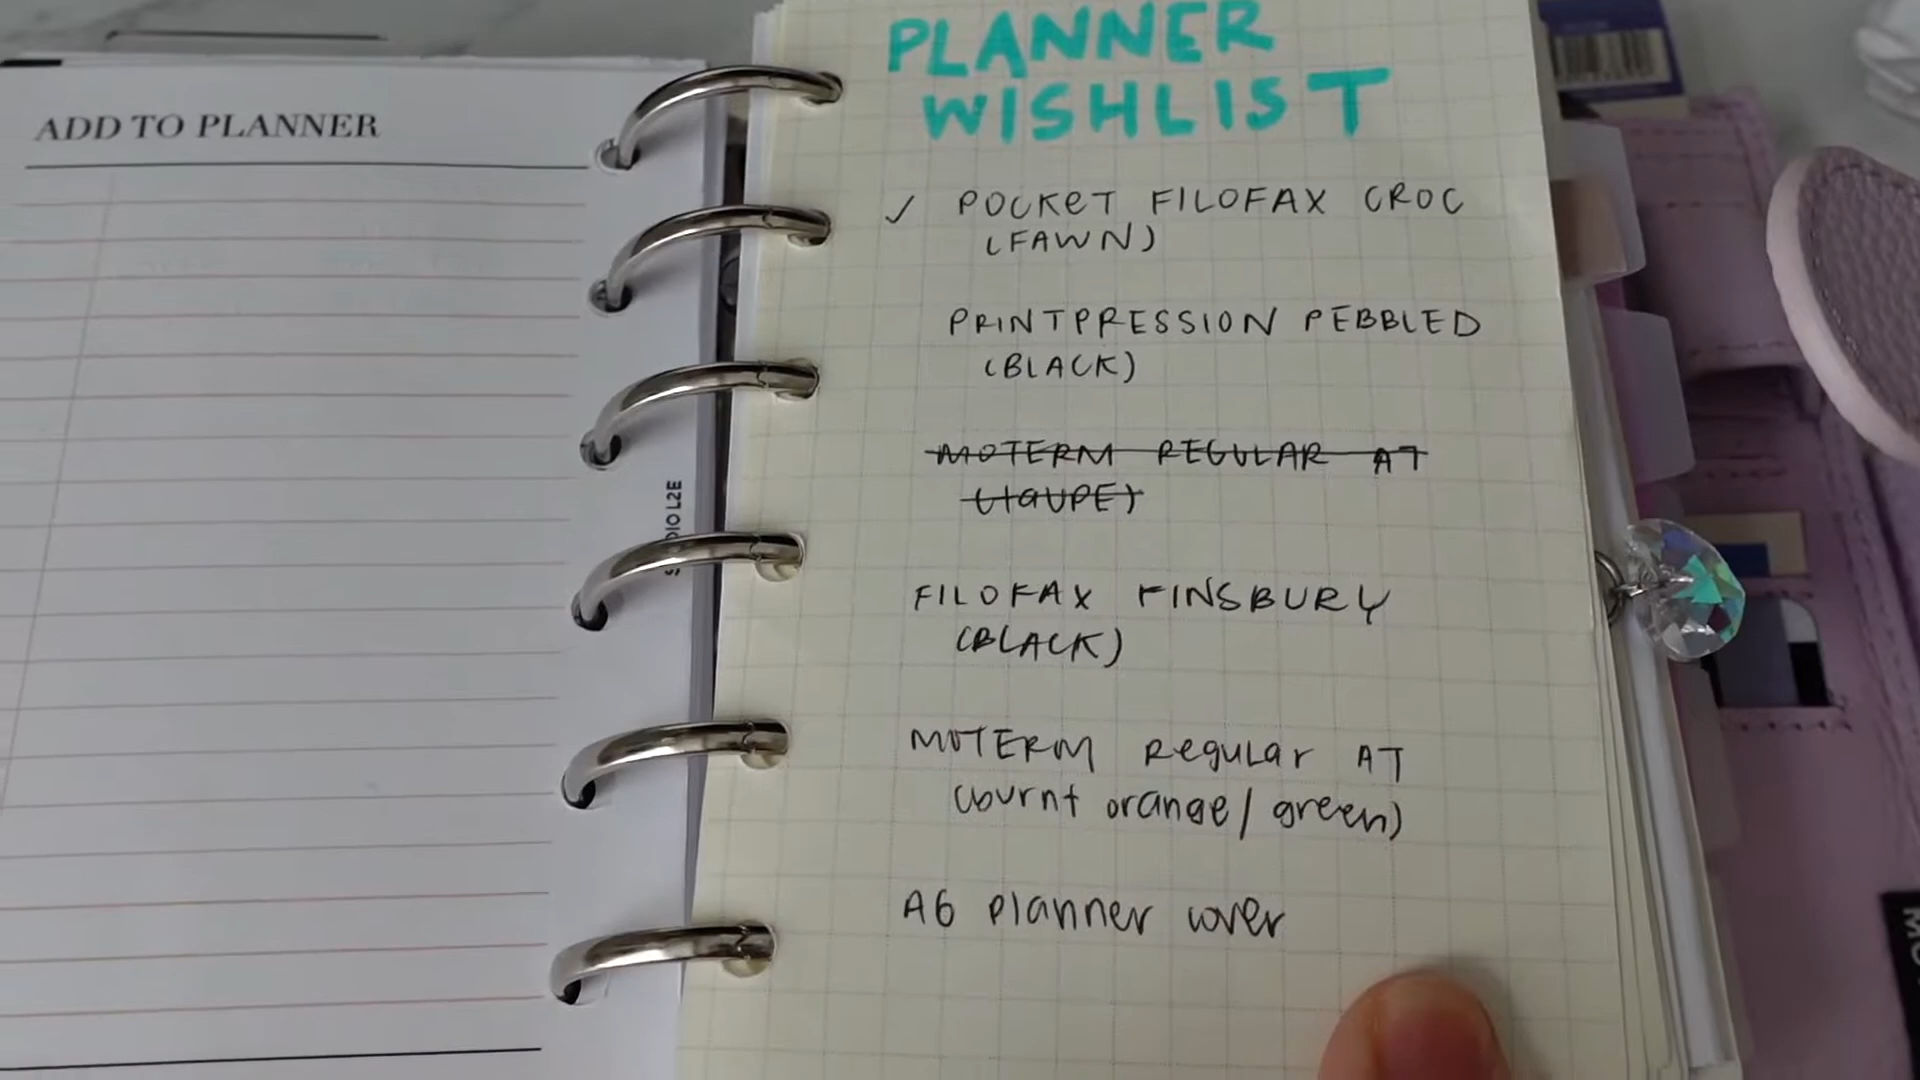 ADD TO PLANNER
PLANNER
WISHLIST
✓ POCKET FILOFAX CROC
(FAWN)
PRINTPRESSION PEBBLED
(BLACK)
MOTERM REGULAR AT
(TAUPE)
FILOFAX FINSBURY
(BLACK)
MOTERM Regular AT
(burnt orange/green)
A6 planner cover